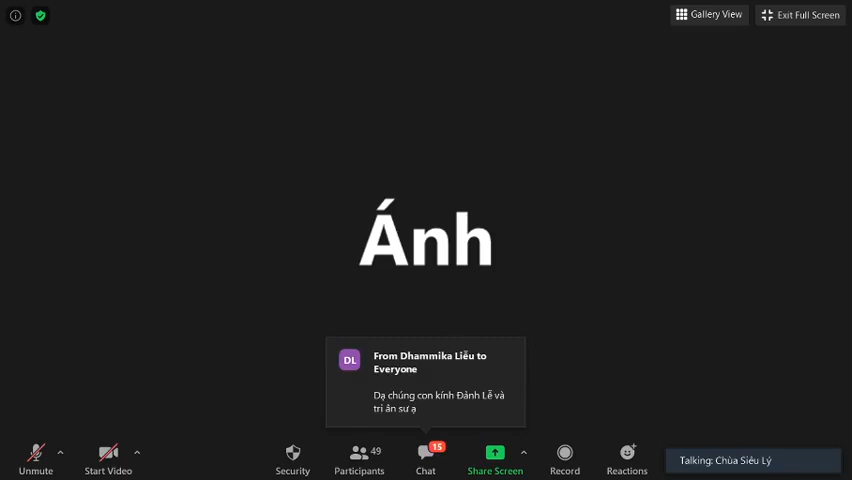 Gallery View
Exit Full Screen
Ánh
DL
From Dhammika Liễu to
Everyone
Dạ chúng con kính Đảnh Lễ và
tri ân sư ạ
Unmute
Start Video
Security
49
Participants
15
Chat
Share Screen
Record
Reactions
Talking: Chùa Siêu Lý